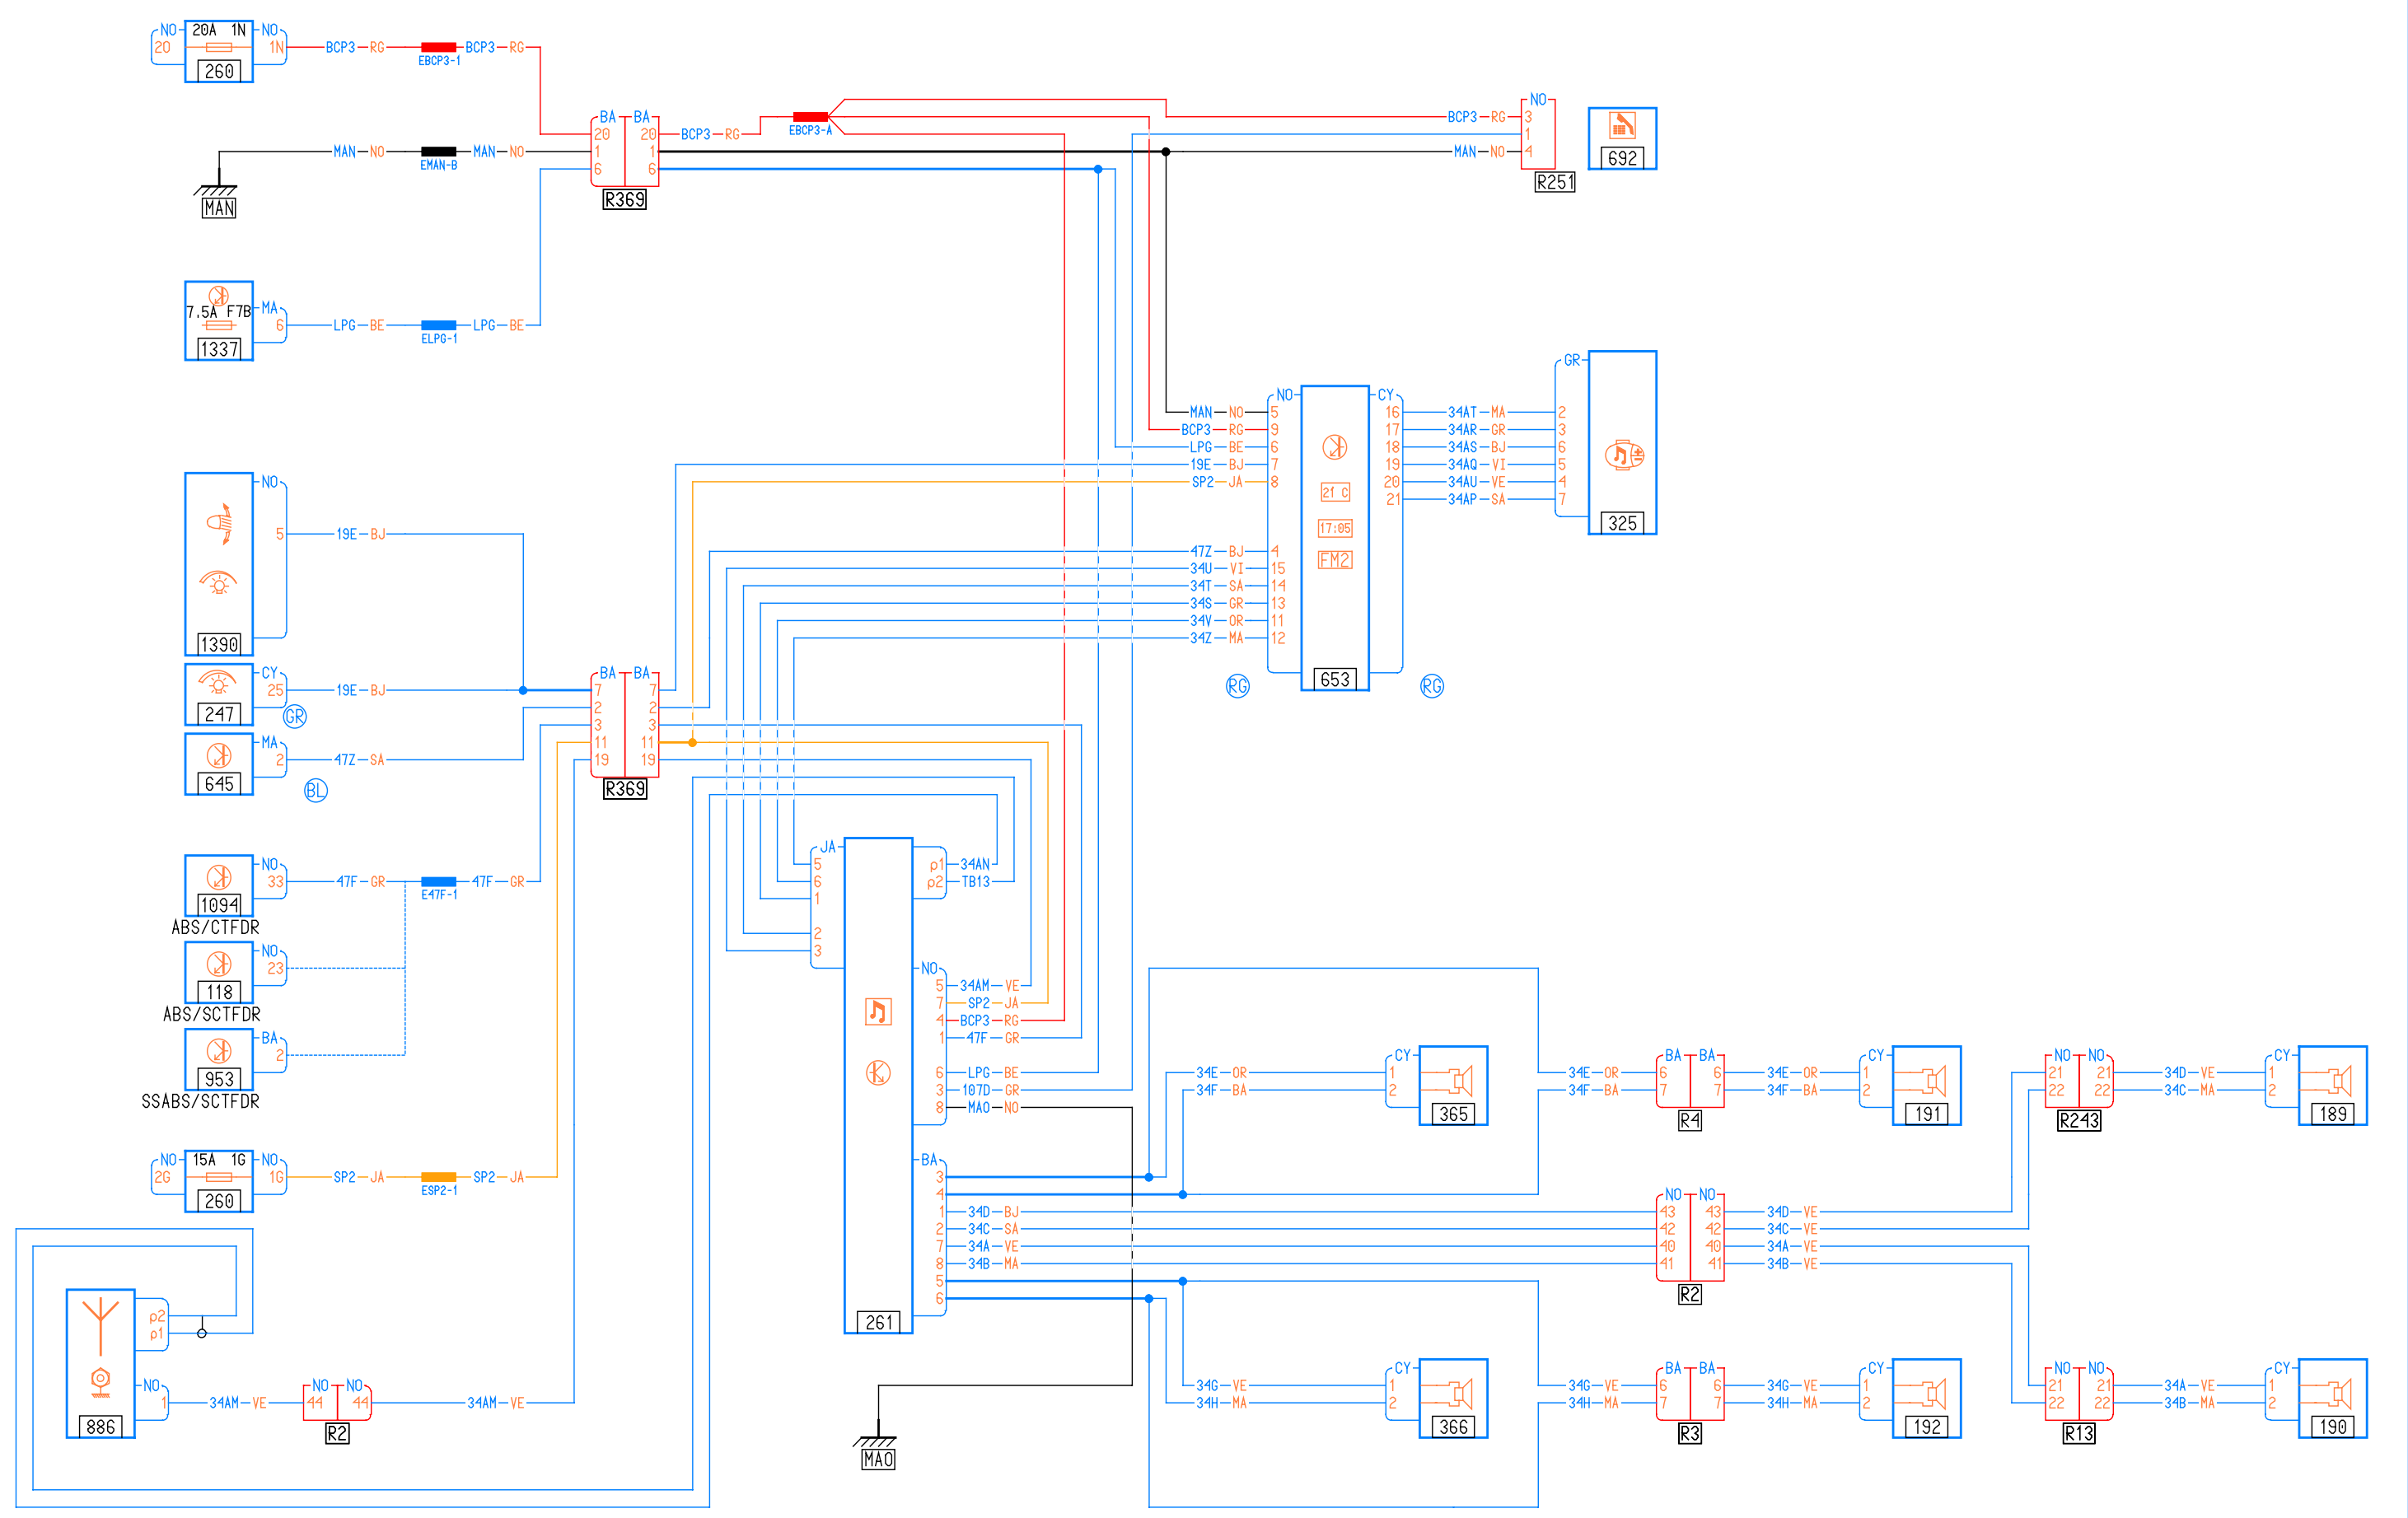 NO 20A 1N NO
20 1N BCP3 RG BCP3 RG
260
EBCP3-1
BA BA
20 20 BCP3 RG
EBCP3-A
NO
BCP3 RG 3
1
MAN NO 4
692
R251
MAN NO MAN NO 1 1
EMAN-B
6 6
R369
MAN
7.5A F7B
MA
6 LPG BE LPG BE
ELPG-1
1337
NO CY
GR
MAN NO 5 16 34AT MA 2
BCP3 RG 9 17 34AR GR 3
LPG BE 6 18 34AS BJ 6
19E BJ 7 19 34AQ VI 5
SP2 JA 8 20 34AU VE 4
21 34AP SA 7
21 C
17:05
FM2
325
47Z BJ 4
34U VI 15
34T SA 14
34S GR 13
34V OR 11
34Z MA 12
653
RG RG
NO
5 19E BJ
1390
CY
25 19E BJ
247
GR
MA
2 47Z SA
645
BL
BA BA
7 7
2 2
3 3
11 11
19 19
R369
NO
33 47F GR 47F GR
E47F-1
1094
ABS/CTFDR
NO
23
118
ABS/SCTFDR
BA
2
953
SSABS/SCTFDR
JA
5
6
1
2
3
p1 34AN
p2 TB13
NO
5 34AM VE
7 SP2 JA
4 BCP3 RG
1 47F GR
6 LPG BE
3 107D GR
8 MAO NO
BA
3
4
1 34D BJ
2 34C SA
7 34A VE
8 34B MA
5
6
261
MAO
NO 15A 1G NO
2G 1G SP2 JA SP2 JA
ESP2-1
260
p2
p1
NO NO NO
1 34AM VE 44 44 34AM VE
886
R2
CY
34E OR 1
34F BA 2
365
BA BA
34E OR 6 6 34E OR
34F BA 7 7 34F BA
R4
CY
1
2
191
NO NO
21 21 34D VE
22 22 34C MA
R243
CY
1
2
189
NO NO
43 43 34D VE
42 42 34C VE
40 40 34A VE
41 41 34B VE
R2
CY
34G VE 1
34H MA 2
366
BA BA
34G VE 6 6 34G VE
34H MA 7 7 34H MA
R3
CY
1
2
192
NO NO
21 21 34A VE
22 22 34B MA
R13
CY
1
2
190